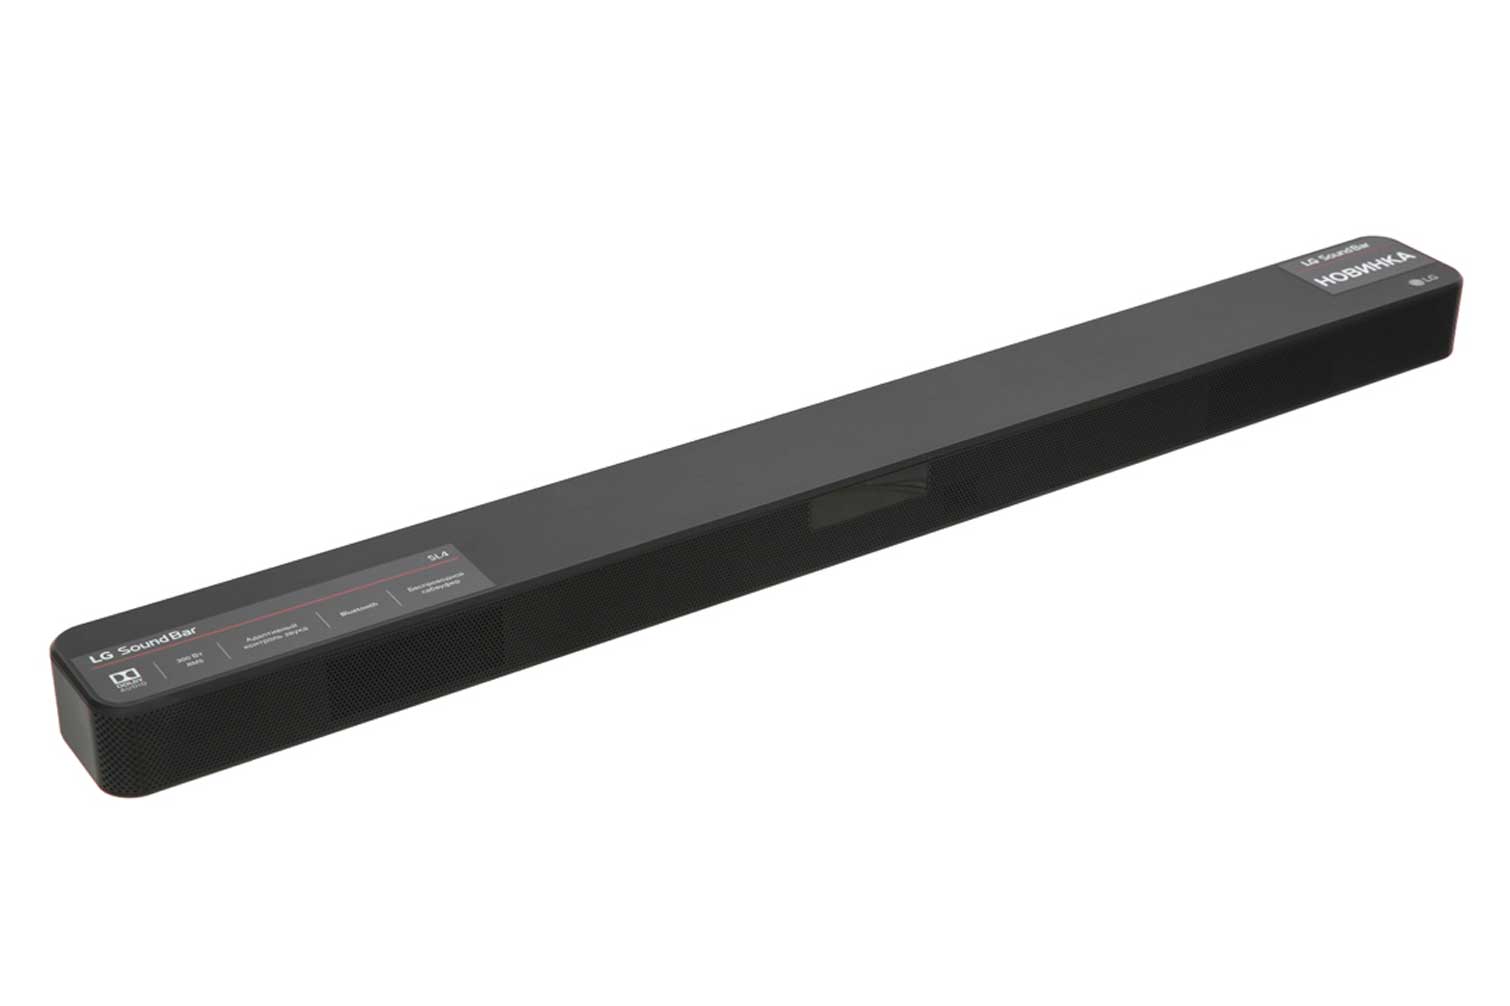 LG SoundBar
НОВИНКА
LG
SL4
LG SoundBar
DOLBY
AUDIO
300 Вт
RMS
Адаптивный
контроль звука
Bluetooth
Беспроводной
сабвуфер